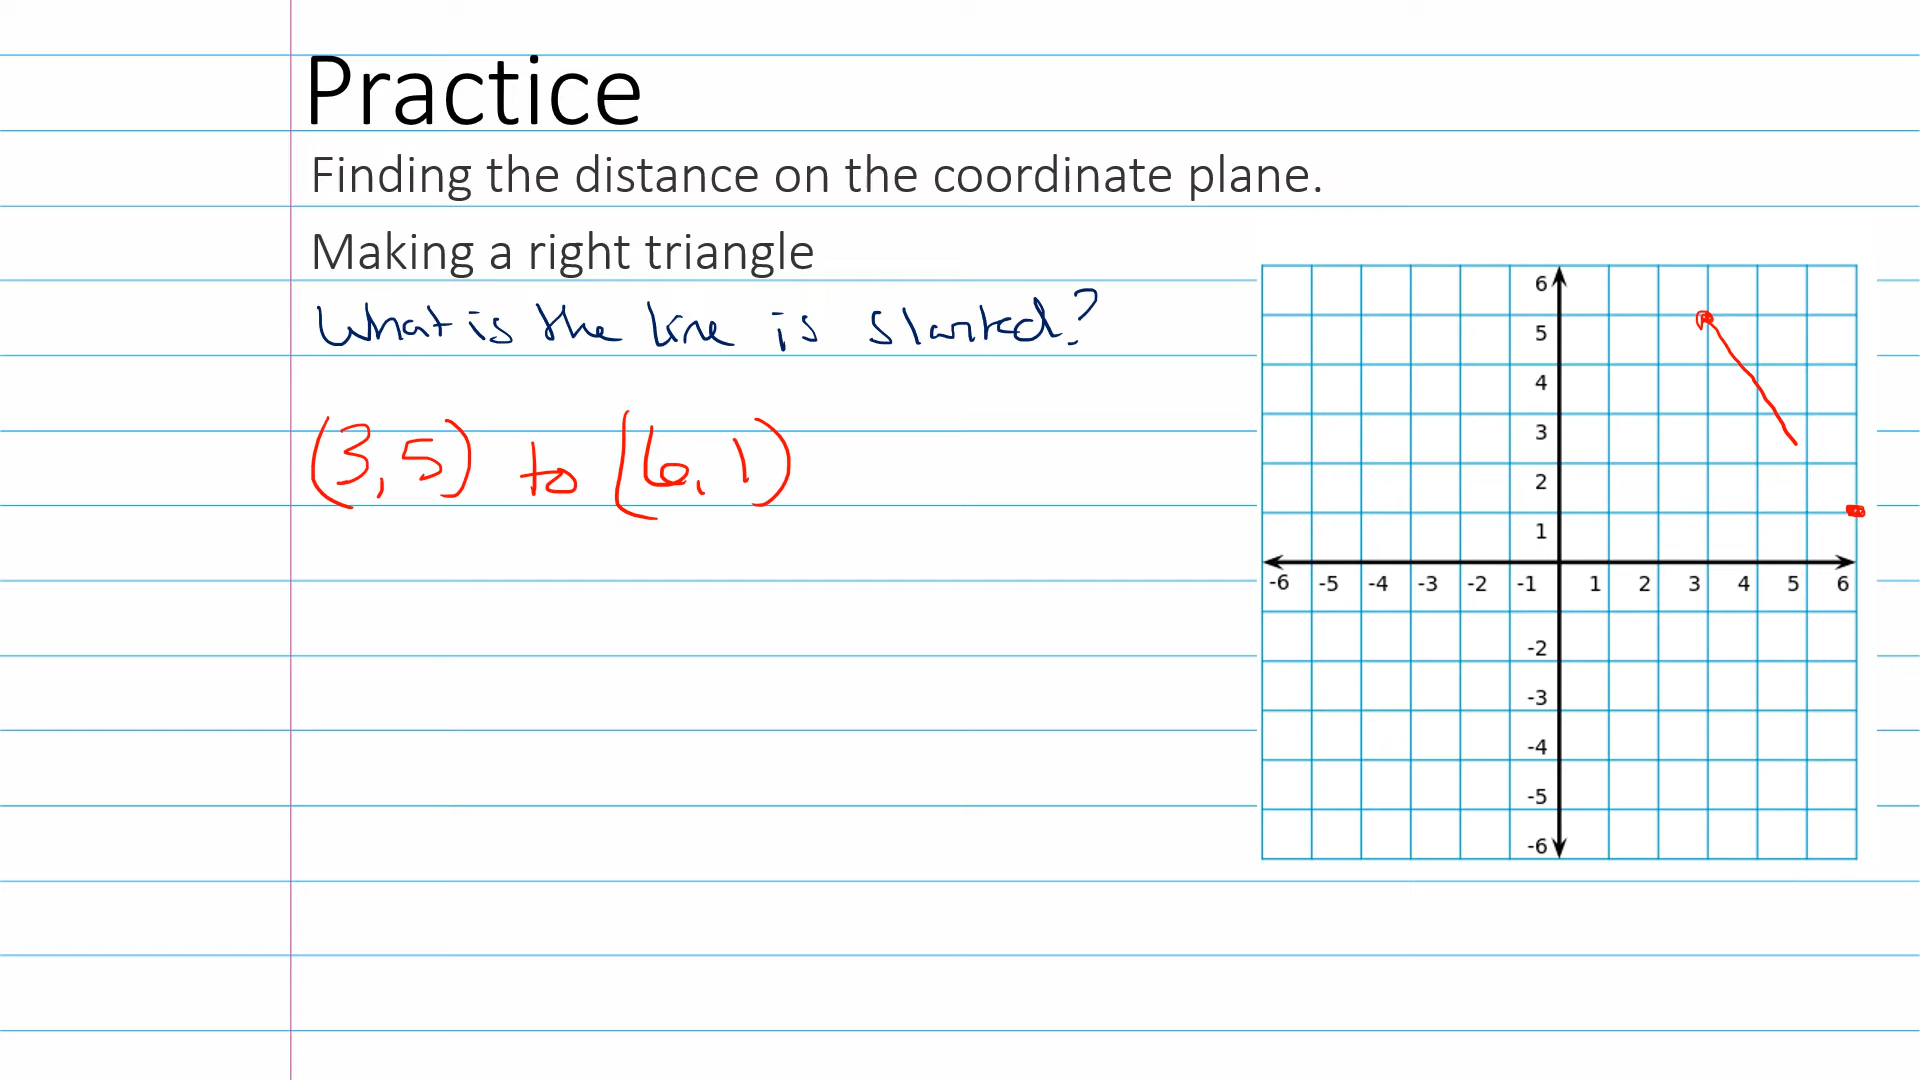 Practice
Finding the distance on the coordinate plane.
Making a right triangle
What is the line is slanted?
(3,5) to (6,1)
6
5
4
3
2
1
-6 -5 -4 -3 -2 -1 1 2 3 4 5 6
-2
-3
-4
-5
-6